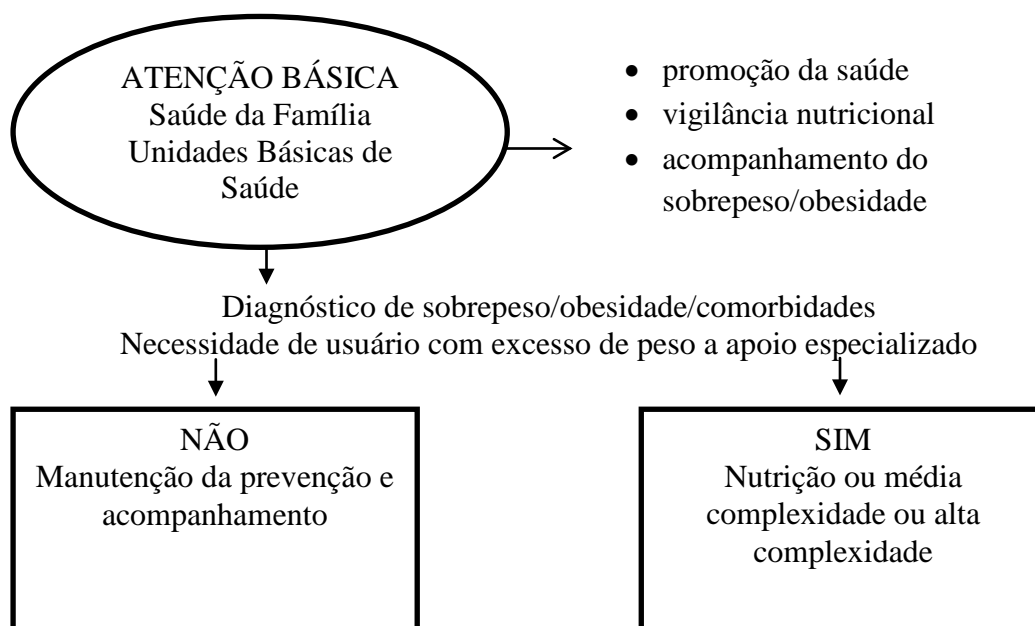 ATENÇÃO BÁSICA
Saúde da Família
Unidades Básicas de
Saúde
• promoção da saúde
• vigilância nutricional
• acompanhamento do
sobrepeso/obesidade
Diagnóstico de sobrepeso/obesidade/comorbidades
Necessidade de usuário com excesso de peso a apoio especializado
NÃO
Manutenção da prevenção e
acompanhamento
SIM
Nutrição ou média
complexidade ou alta
complexidade